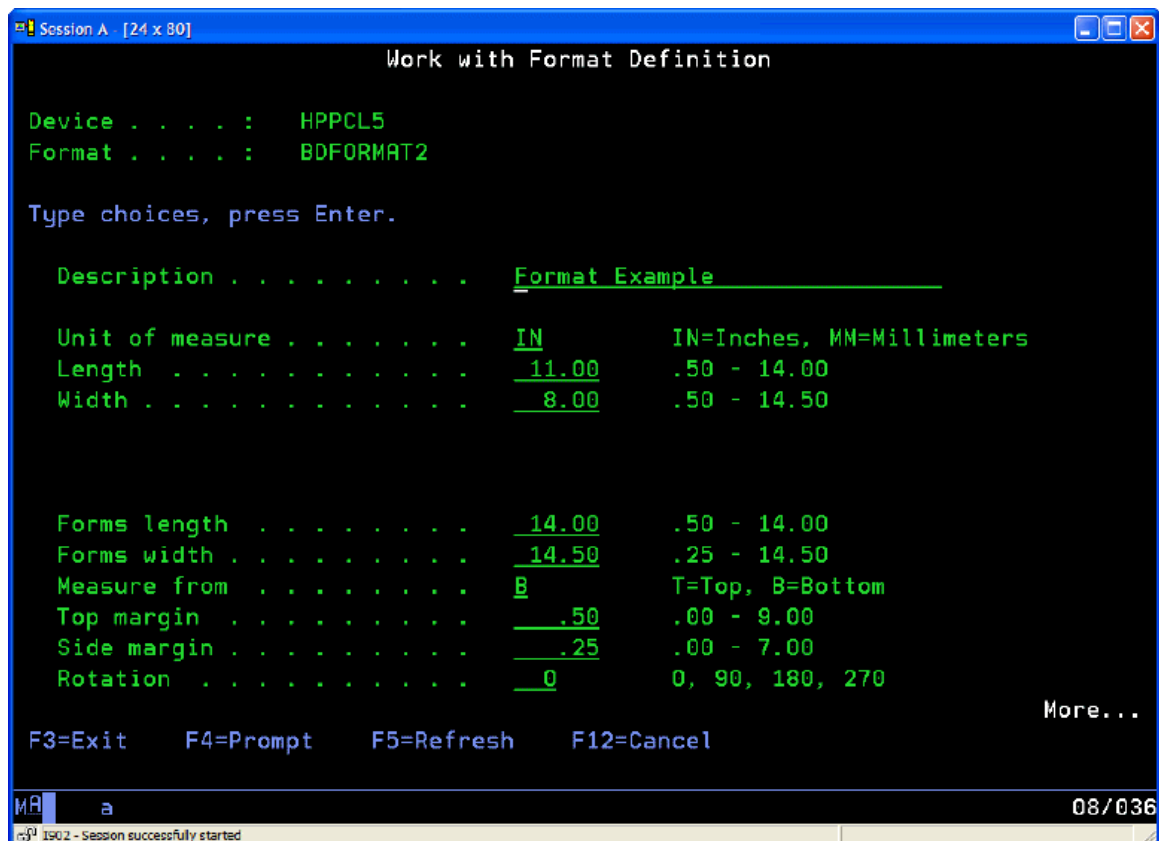 Session A - [24 x 80]
Work with Format Definition
Device . . . . :   HPPCL5
Format . . . . :   BDFORMAT2
Type choices, press Enter.
Description . . . . . . . . .   Format Example
Unit of measure . . . . . . .   IN   IN=Inches, MM=Millimeters
Length  . . . . . . . . . . .   11.00   .50 - 14.00
Width . . . . . . . . . . . .   8.00   .50 - 14.50
Forms length  . . . . . . . .   14.00   .50 - 14.00
Forms width . . . . . . . . .   14.50   .25 - 14.50
Measure from  . . . . . . . .   B   T=Top, B=Bottom
Top margin  . . . . . . . . .   .50   .00 - 9.00
Side margin . . . . . . . . .   .25   .00 - 7.00
Rotation  . . . . . . . . . .   0   0, 90, 180, 270
More...
F3=Exit   F4=Prompt   F5=Refresh   F12=Cancel
MA   a   08/036
I902 - Session successfully started